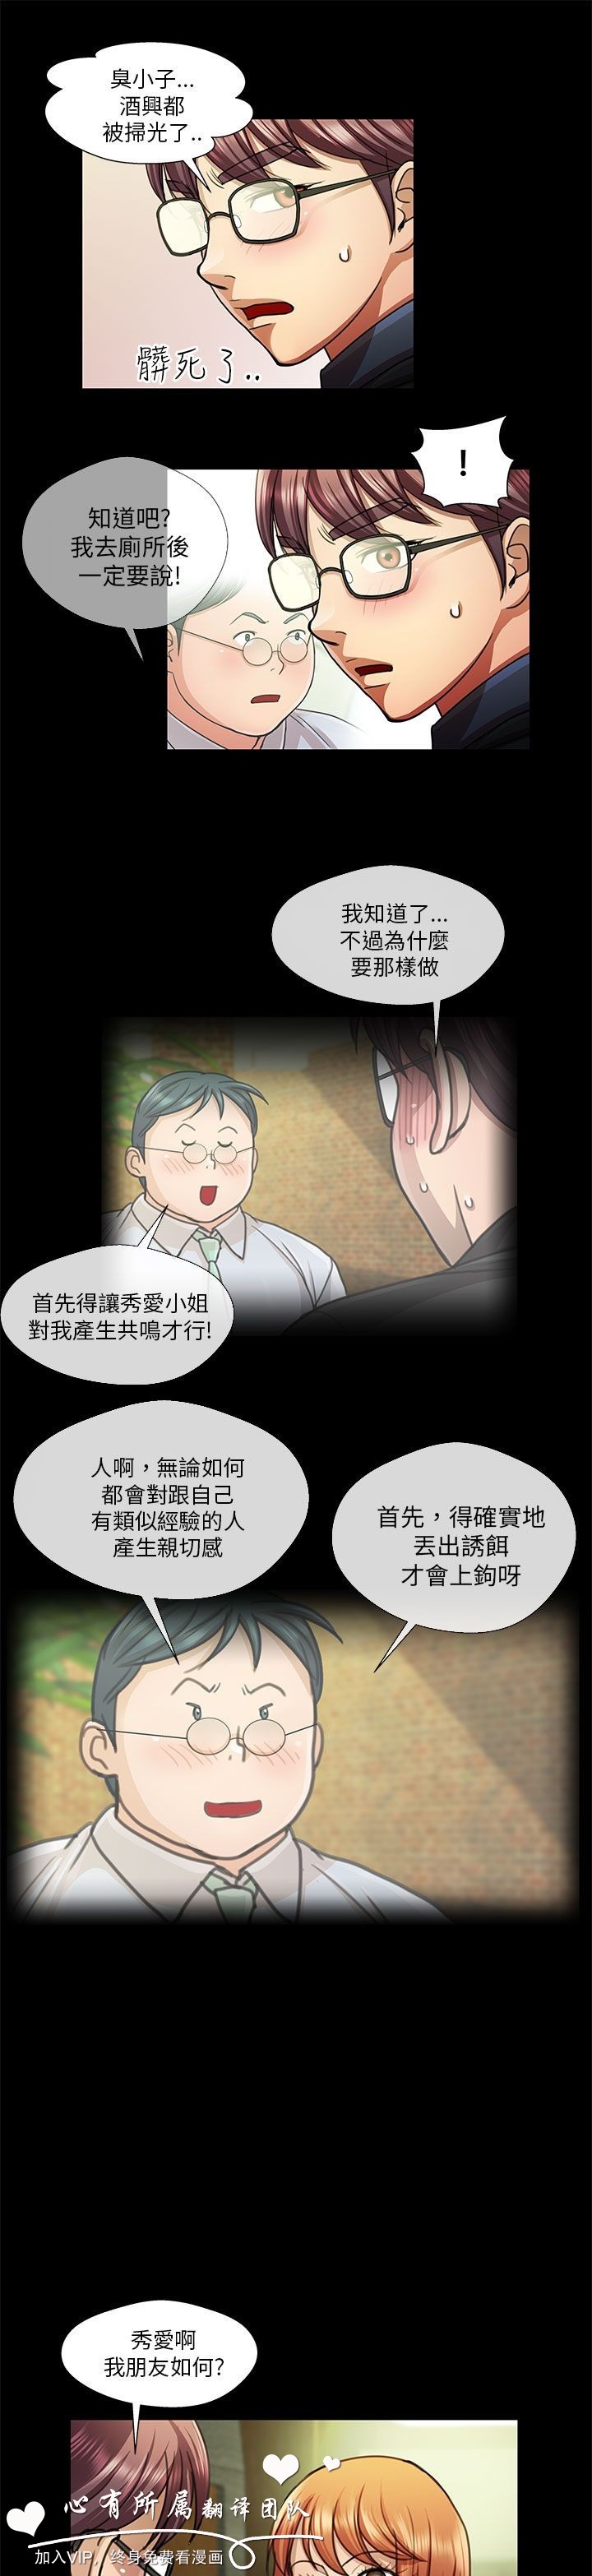 臭小子...
酒興都
被掃光了..
髒死了..
!
知道吧?
我去廁所後
一定要說!
我知道了...
不過為什麼
要那樣做
首先得讓秀愛小姐
對我產生共鳴才行!
人啊，無論如何
都會對跟自己
有類似經驗的人
產生親切感
首先，得確實地
丟出誘餌
才會上鉤呀
秀愛啊
我朋友如何?
心有所属翻译团队
加入VIP，终身免费看漫画